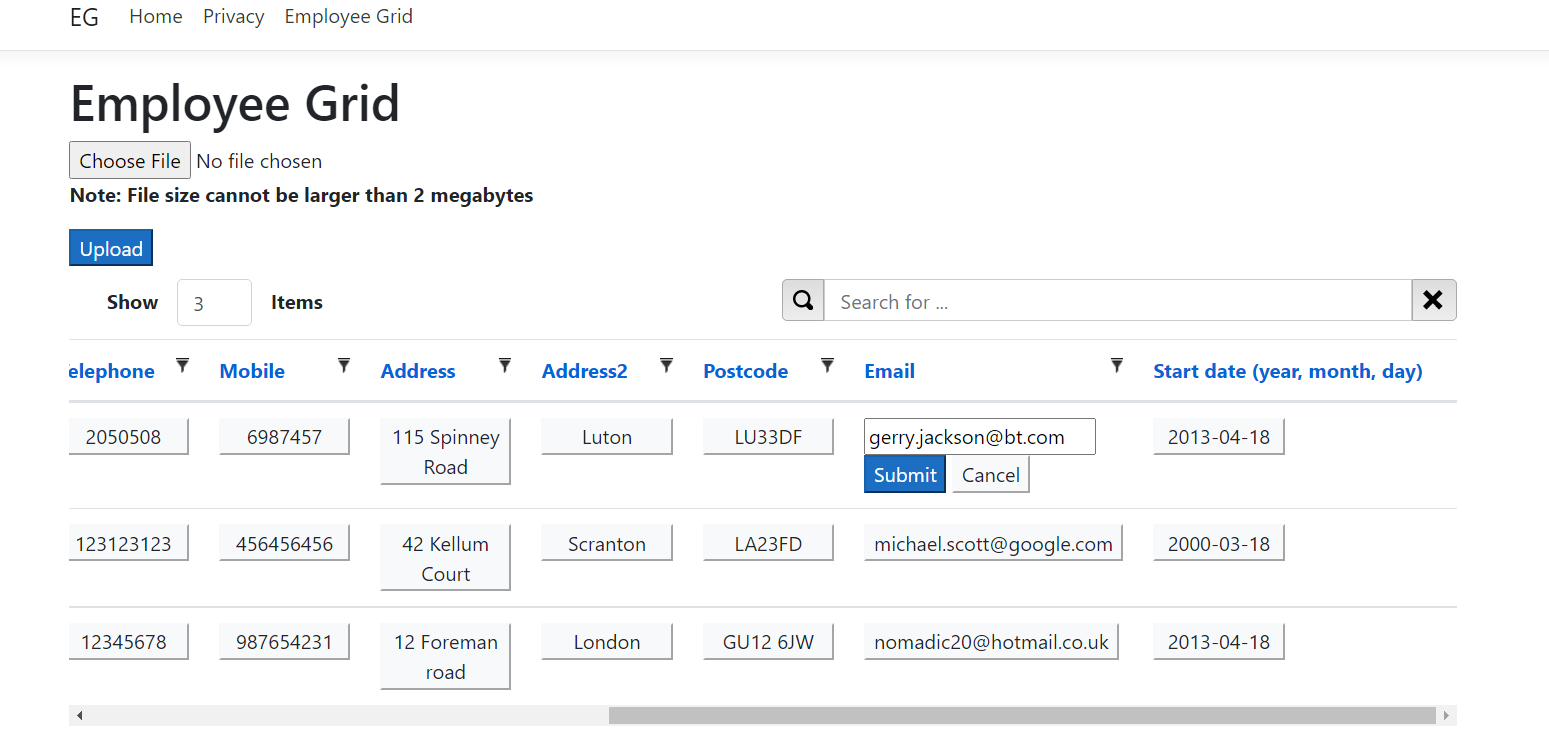 EG Home Privacy Employee Grid
Employee Grid
Choose File No file chosen
Note: File size cannot be larger than 2 megabytes
Upload
Show 3 Items Search for ...
elephone Mobile Address Address2 Postcode Email Start date (year, month, day)
2050508 6987457 115 Spinney Luton LU33DF gerry.jackson@bt.com 2013-04-18
Road Submit Cancel
123123123 456456456 42 Kellum Scranton LA23FD michael.scott@google.com 2000-03-18
Court
12345678 987654231 12 Foreman London GU12 6JW nomadic20@hotmail.co.uk 2013-04-18
road